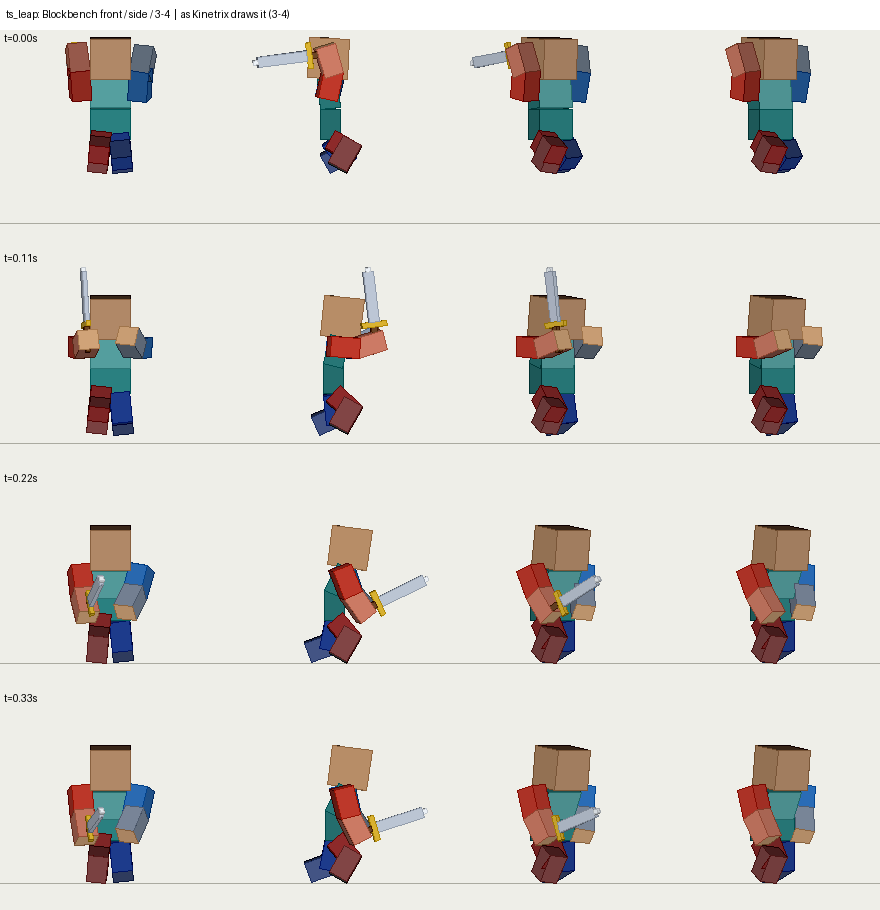 ts_leap: Blockbench front / side / 3-4 | as Kinetrix draws it (3-4)
t=0.00s
t=0.11s
t=0.22s
t=0.33s